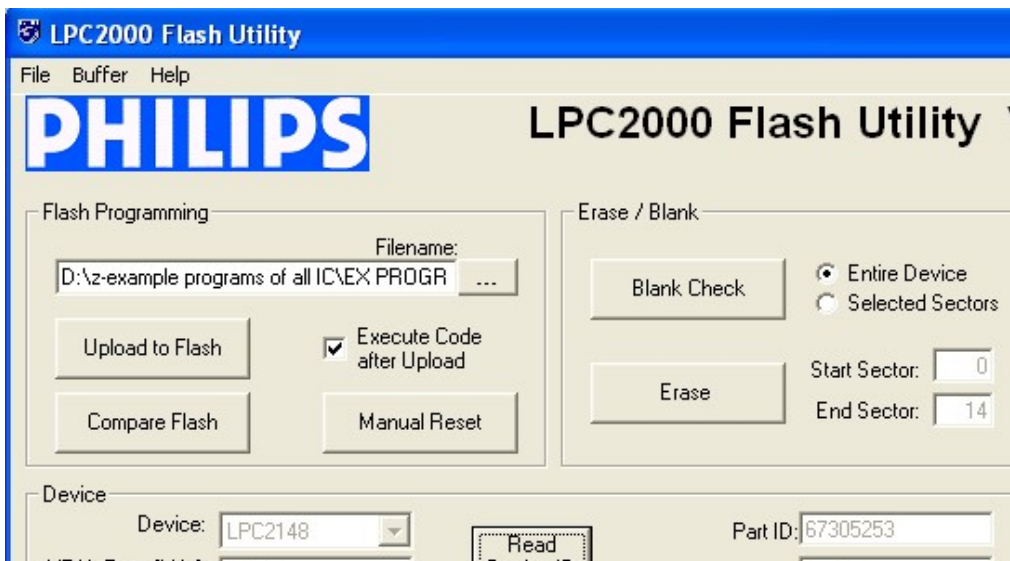 LPC2000 Flash Utility
File Buffer Help
PHILIPS
LPC2000 Flash Utility
Flash Programming
Filename:
D:\z-example programs of all IC\EX PROGR
...
Upload to Flash
Execute Code
after Upload
Compare Flash
Manual Reset
Erase / Blank
Blank Check
Entire Device
Selected Sectors
Erase
Start Sector: 0
End Sector: 14
Device
Device: LPC2148
Read
Part ID: 67305253